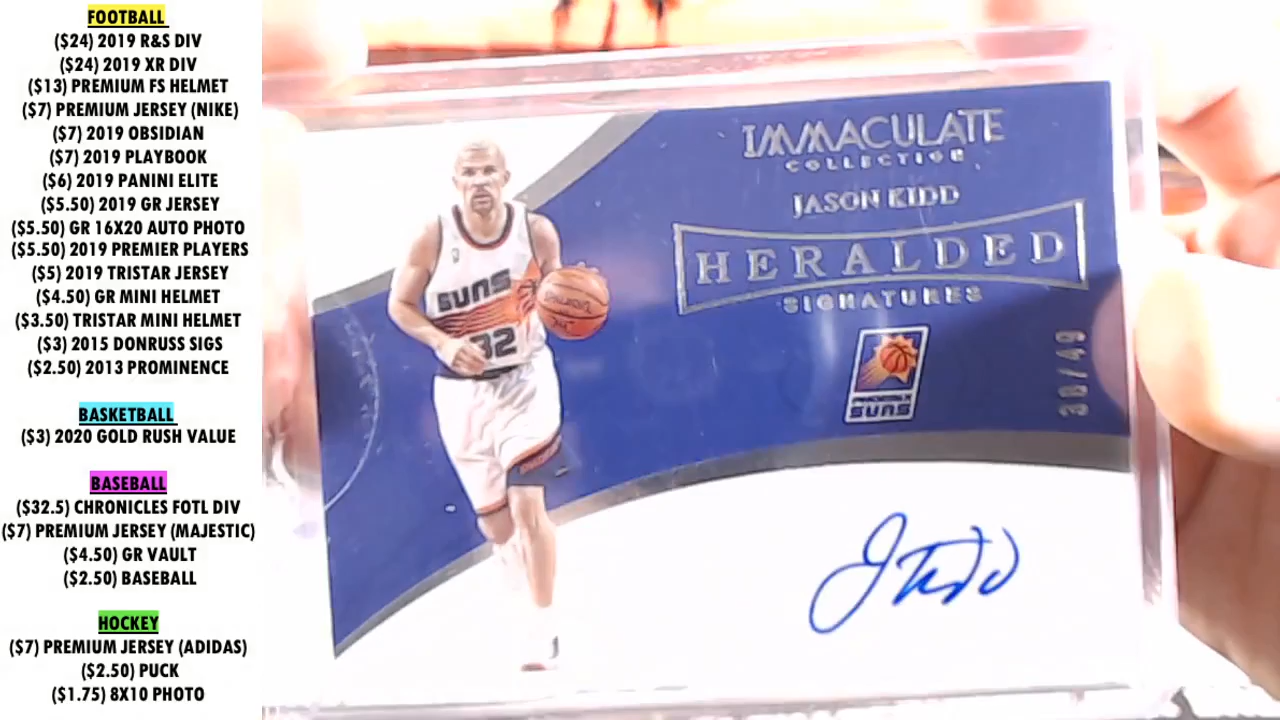 FOOTBALL
($24) 2019 R&S DIV
($24) 2019 XR DIV
($13) PREMIUM FS HELMET
($7) PREMIUM JERSEY (NIKE)
($7) 2019 OBSIDIAN
($7) 2019 PLAYBOOK
($6) 2019 PANINI ELITE
($5.50) 2019 GR JERSEY
($5.50) GR 16X20 AUTO PHOTO
($5.50) 2019 PREMIER PLAYERS
($5) 2019 TRISTAR JERSEY
($4.50) GR MINI HELMET
($3.50) TRISTAR MINI HELMET
($3) 2015 DONRUSS SIGS
($2.50) 2013 PROMINENCE
BASKETBALL
($3) 2020 GOLD RUSH VALUE
BASEBALL
($32.5) CHRONICLES FOTL DIV
($7) PREMIUM JERSEY (MAJESTIC)
($4.50) GR VAULT
($2.50) BASEBALL
HOCKEY
($7) PREMIUM JERSEY (ADIDAS)
($2.50) PUCK
($1.75) 8X10 PHOTO
IMMACULATE
COLLECTION
JASON KIDD
HERALDED
SIGNATURES
PHOENIX
SUNS
SUNS
32
/49